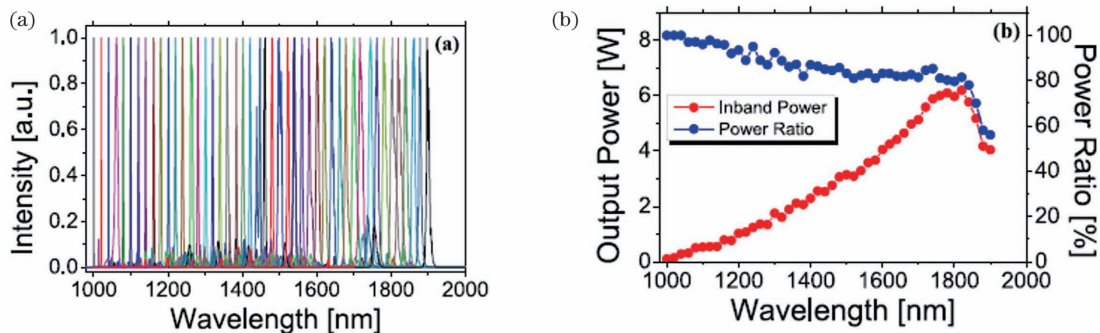 (a)
(a)
Intensity [a.u.]
1.0
0.8
0.6
0.4
0.2
0.0
1000 1200 1400 1600 1800 2000
Wavelength [nm]
(b)
(b)
Output Power [W]
8
6
4
2
0
Inband Power
Power Ratio
100
80
60
40
20
0
Power Ratio [%]
1000 1200 1400 1600 1800 2000
Wavelength [nm]